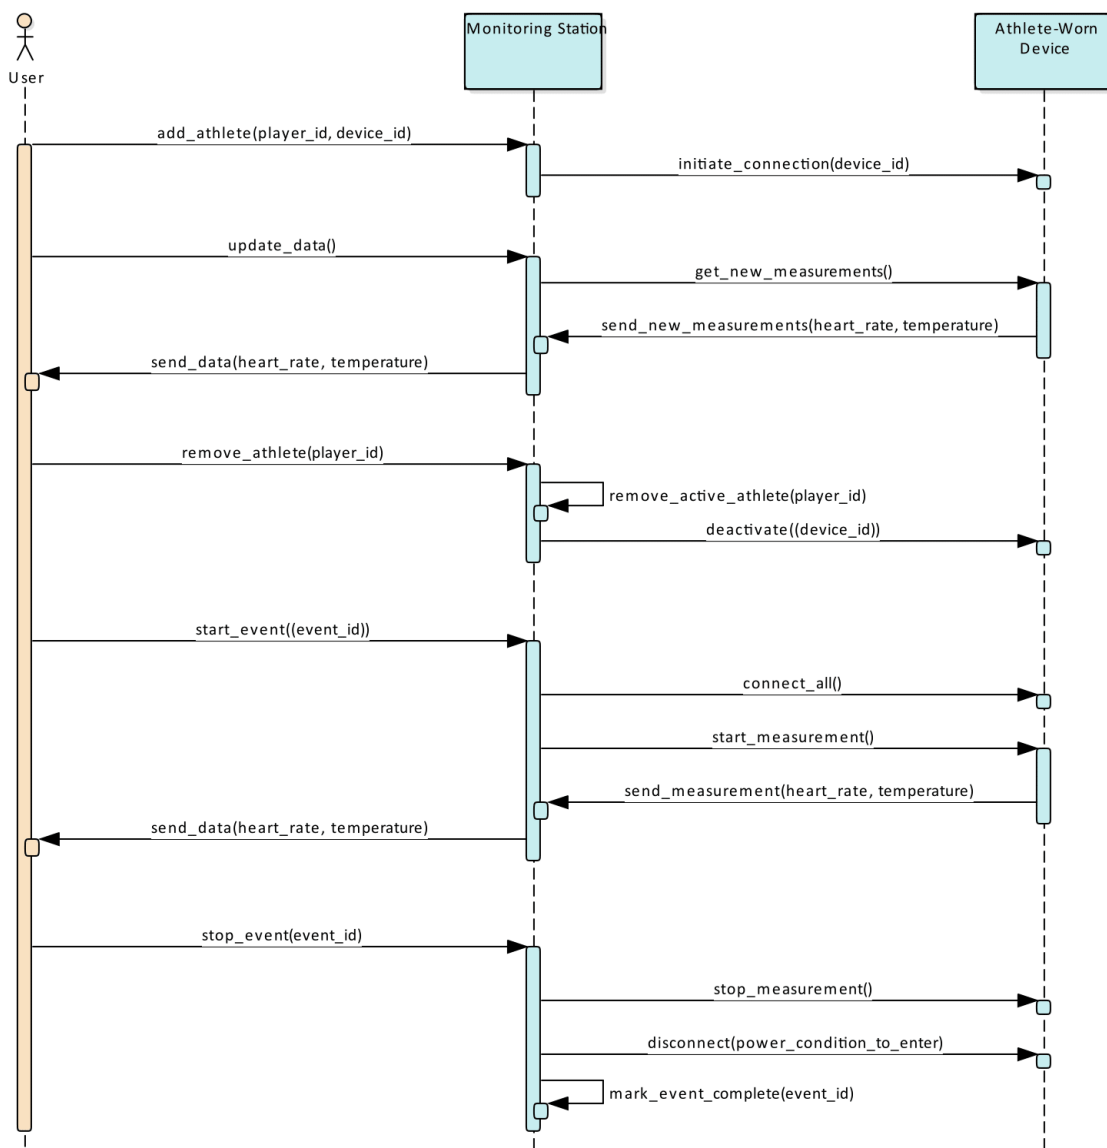 User
Monitoring Station
Athlete-Worn
Device
add_athlete(player_id, device_id)
initiate_connection(device_id)
update_data()
get_new_measurements()
send_new_measurements(heart_rate, temperature)
send_data(heart_rate, temperature)
remove_athlete(player_id)
remove_active_athlete(player_id)
deactivate((device_id))
start_event((event_id))
connect_all()
start_measurement()
send_measurement(heart_rate, temperature)
send_data(heart_rate, temperature)
stop_event(event_id)
stop_measurement()
disconnect(power_condition_to_enter)
mark_event_complete(event_id)